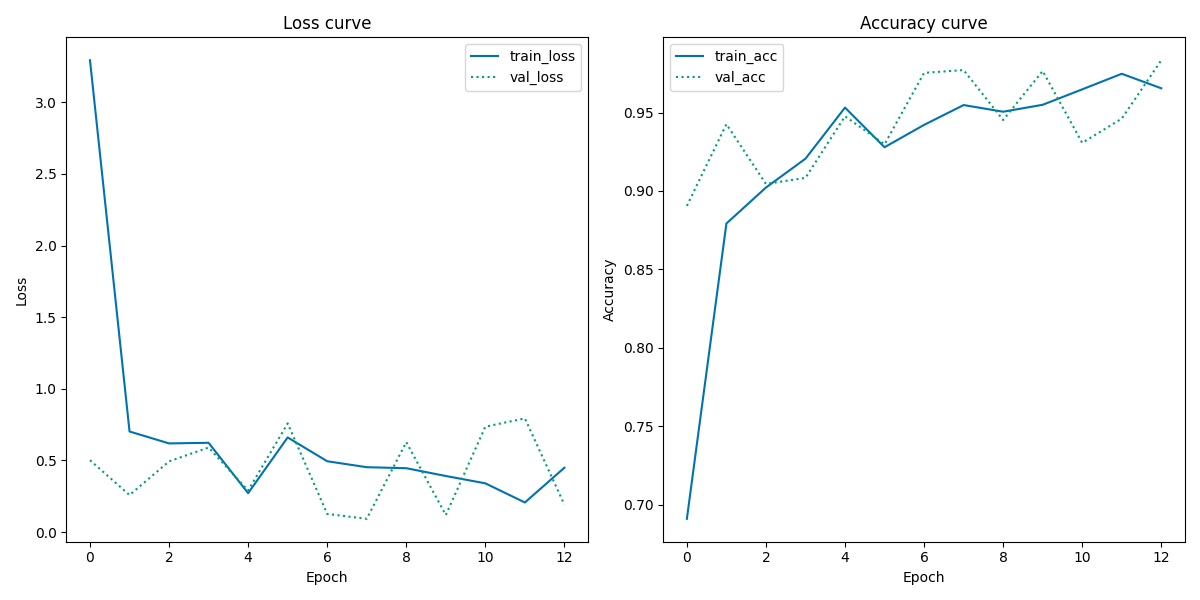 Loss curve
train_loss
val_loss
3.0
2.5
2.0
1.5
1.0
0.5
0.0
Loss
0 2 4 6 8 10 12
Epoch
Accuracy curve
train_acc
val_acc
0.95
0.90
0.85
0.80
0.75
0.70
Accuracy
0 2 4 6 8 10 12
Epoch